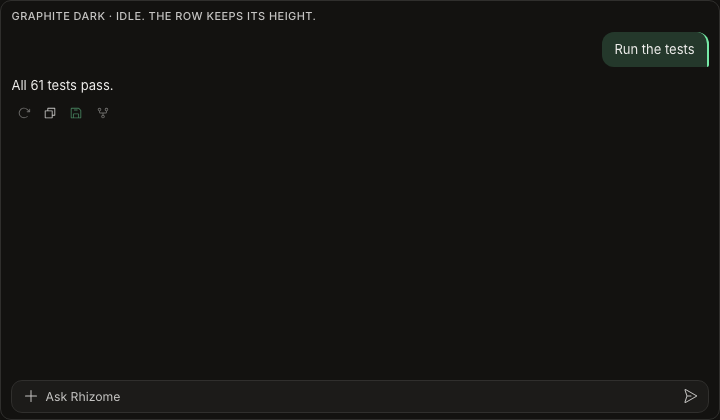 GRAPHITE DARK · IDLE. THE ROW KEEPS ITS HEIGHT.
Run the tests
All 61 tests pass.
Ask Rhizome